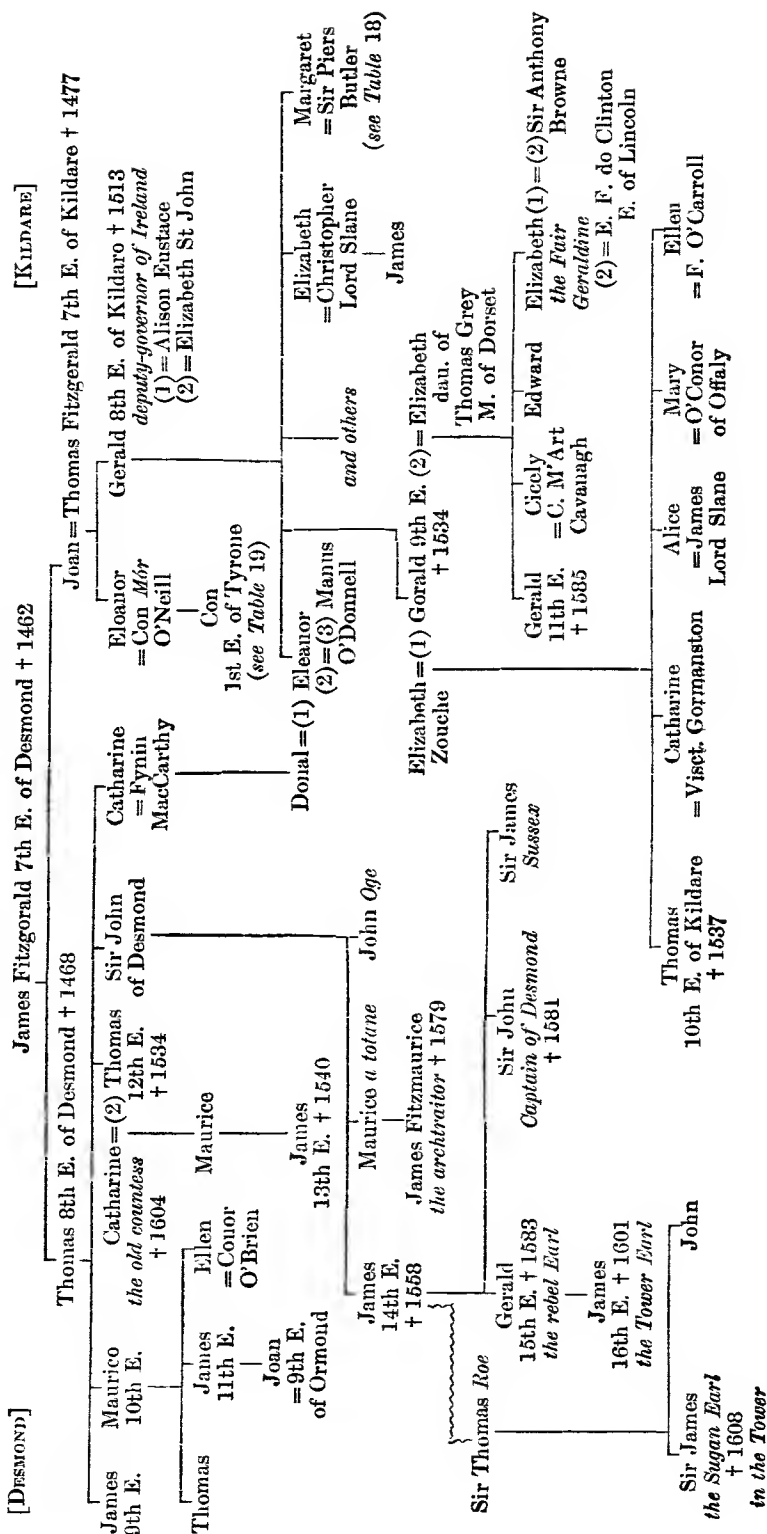 [DESMOND]
[KILDARE]
James Fitzgorald 7th E. of Desmond † 1462
Thomas 8th E. of Desmond † 1468
Joan = Thomas Fitzgerald 7th E. of Kildare † 1477
James
9th E.
Maurico
10th E.
Catharine = (2) Thomas
the old countess
12th E.
† 1604
† 1534
Sir John
of Desmond
Catharine
= Fynin
MacCarthy
Eloanor
= Con Mór
O'Neill
Gerald 8th E. of Kildaro † 1513
deputy-governor of Ireland
(1) = Alison Eustace
(2) = Elizabeth St John
Thomas
James
11th E.
Ellen
= Conor
O'Brien
Maurice
Con
1st E. of Tyrone
(see Table 19)
Joan
= 9th E.
of Ormond
James
13th E. † 1540
Donal = (1) Eleanor
(2) = (3) Manus
O'Donnell
and others
Elizabeth
= Christopher
Lord Slane
Margaret
= Sir Piers
Butler
(see Table 18)
James
James
14th E.
† 1558
Maurice a totane
John Oge
James Fitzmaurice
the archtraitor † 1579
Elizabeth = (1) Gorald 9th E. (2) = Elizabeth
Zouche
† 1534
dau. of
Thomas Grey
M. of Dorset
Sir Thomas Roe
Gerald
15th E. † 1583
the rebel Earl
Sir John
Captain of Desmond
† 1581
Sir James
Sussex
Gerald
11th E.
† 1585
Cicely
= C. M'Art
Cavanagh
Edward
Elizabeth (1) = (2) Sir Anthony
the Fair
Browne
Geraldine
(2) = E. F. do Clinton
E. of Lincoln
James
16th E. † 1601
the Tower Earl
Sir James
the Sugan Earl
† 1608
in the Tower
John
Thomas
10th E. of Kildare
† 1537
Catharine
= Visct. Gormanston
Alice
= James
Lord Slane
Mary
= O'Conor
of Offaly
Ellen
= F. O'Carroll